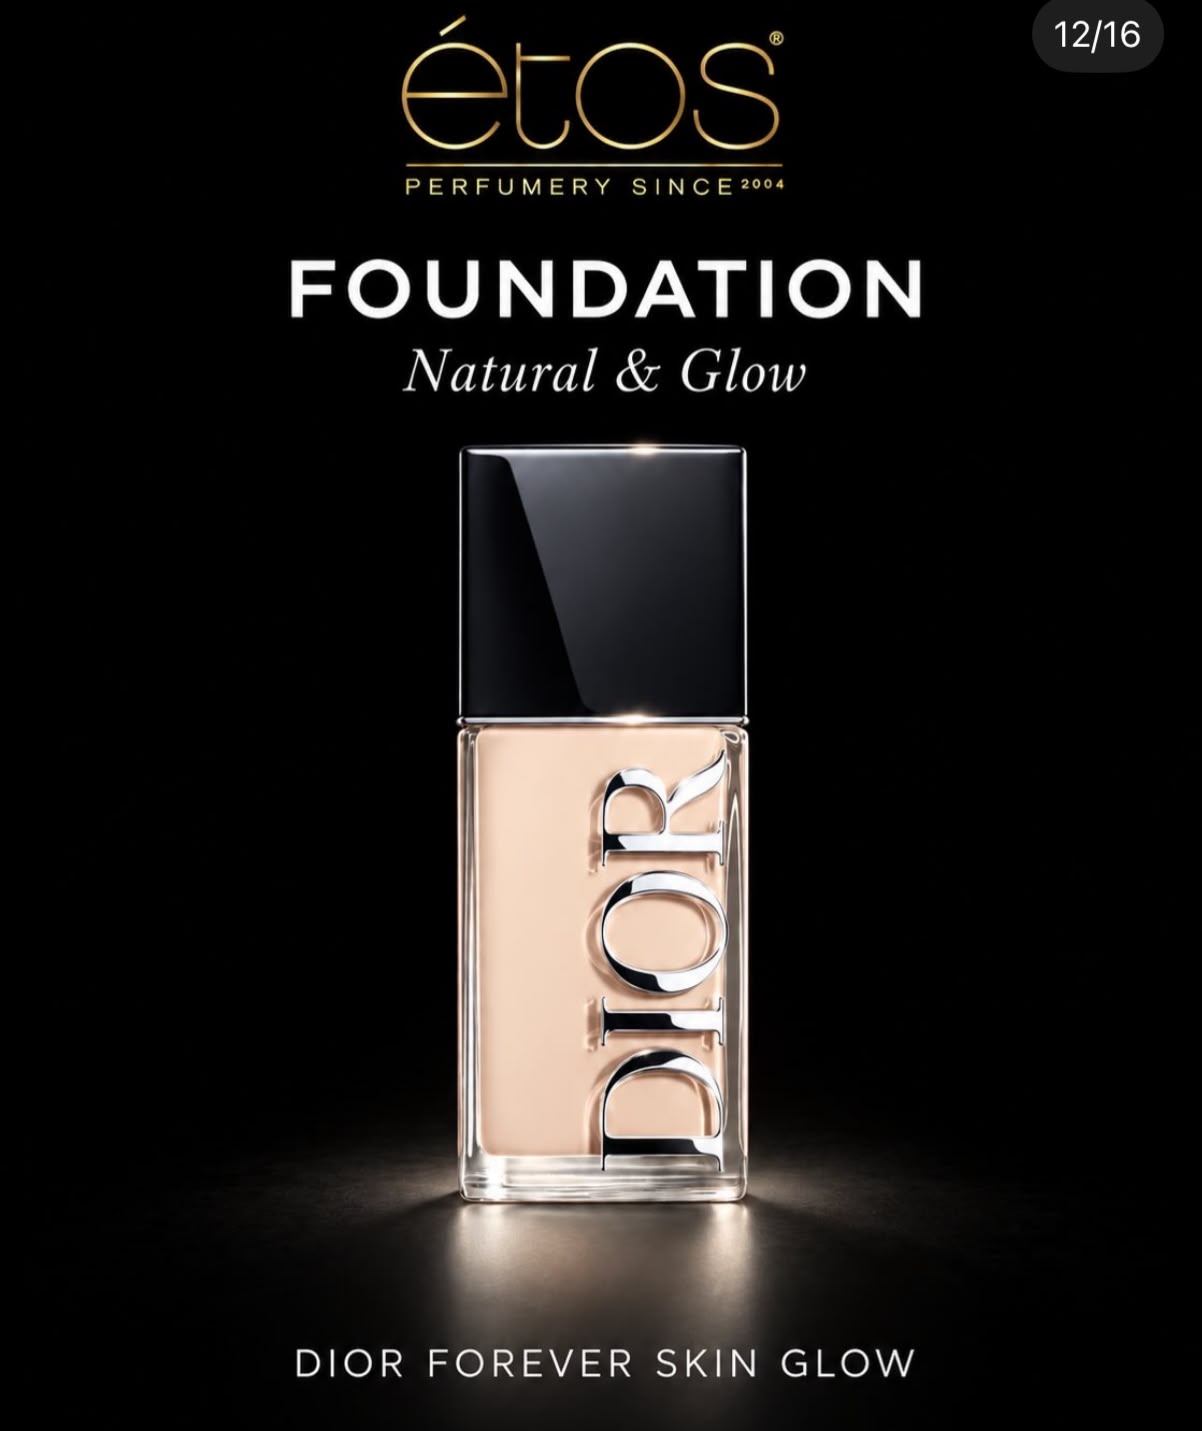 12/16
étos®
PERFUMERY SINCE 2004
FOUNDATION
Natural & Glow
DIOR
DIOR FOREVER SKIN GLOW